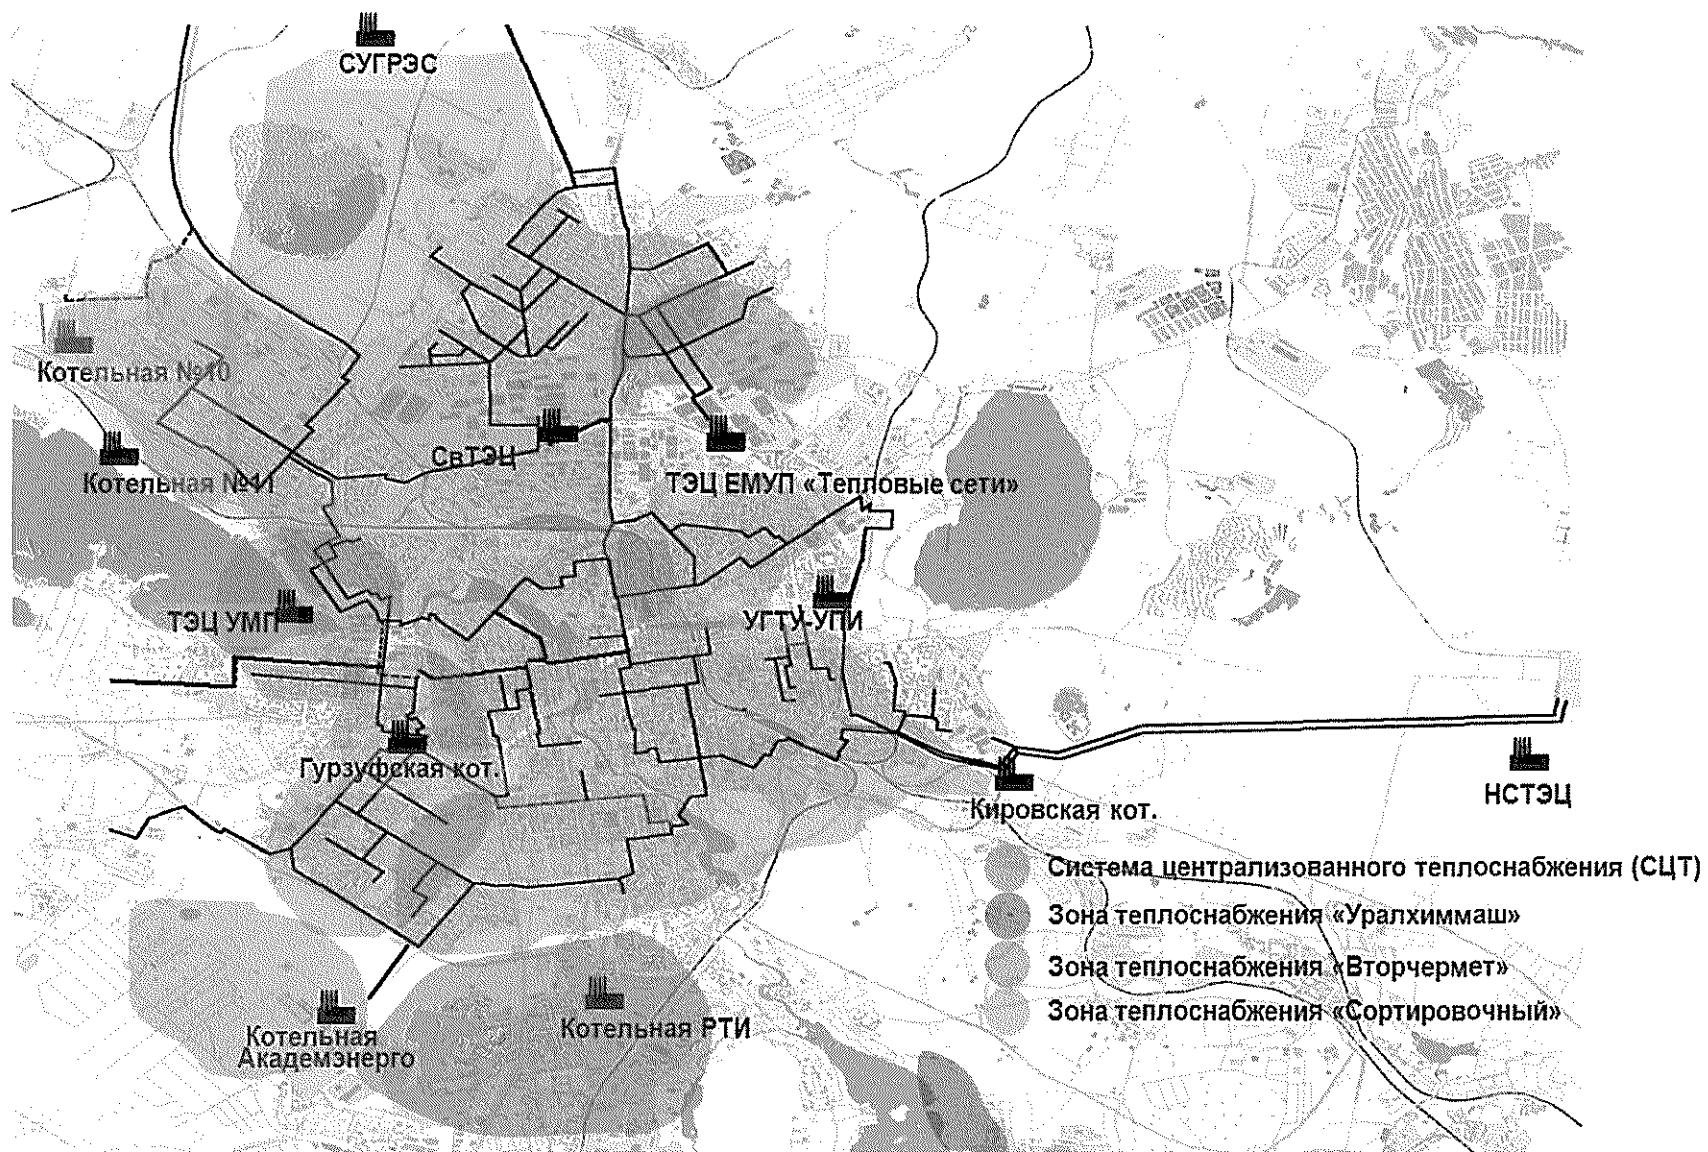 СУГРЭС
Котельная №10
СвТЭЦ
Котельная №11
ТЭЦ ЕМУП «Тепловые сети»
ТЭЦ УМП
УГТУ-УПИ
Гурзуфская кот.
НСТЭЦ
Кировская кот.
Система централизованного теплоснабжения (СЦТ)
Зона теплоснабжения «Уралхиммаш»
Зона теплоснабжения «Вторчермет»
Зона теплоснабжения «Сортировочный»
Котельная РТИ
Котельная
Академэнерго